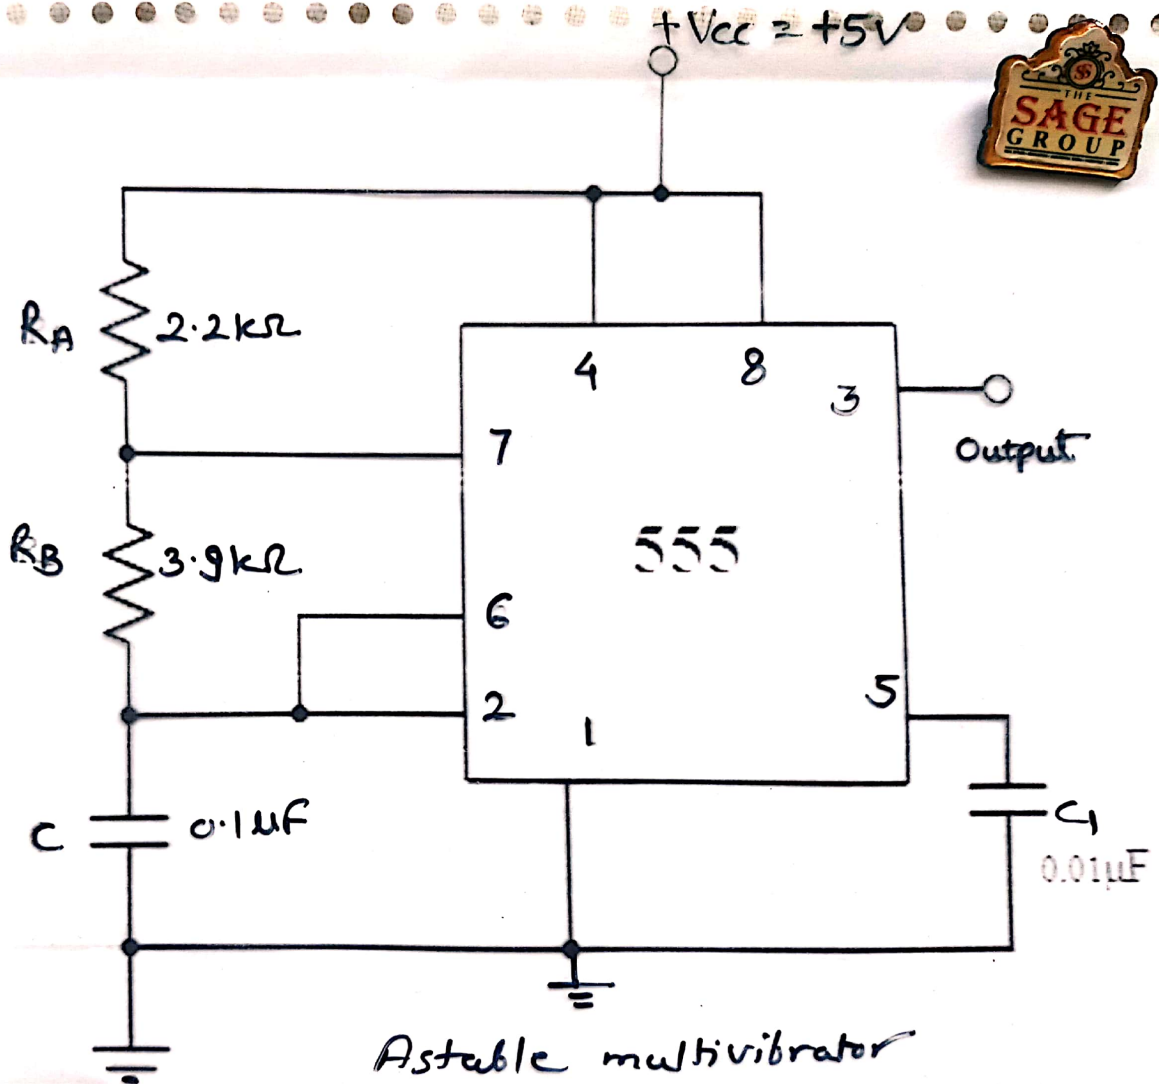 +Vcc = +5V
SS
THE
SAGE
GROUP
RA
2.2kΩ
4
8
3
7
Output
555
RB
3.9kΩ
6
2
5
1
C
0.1μF
C1
0.01μF
Astable multivibrator